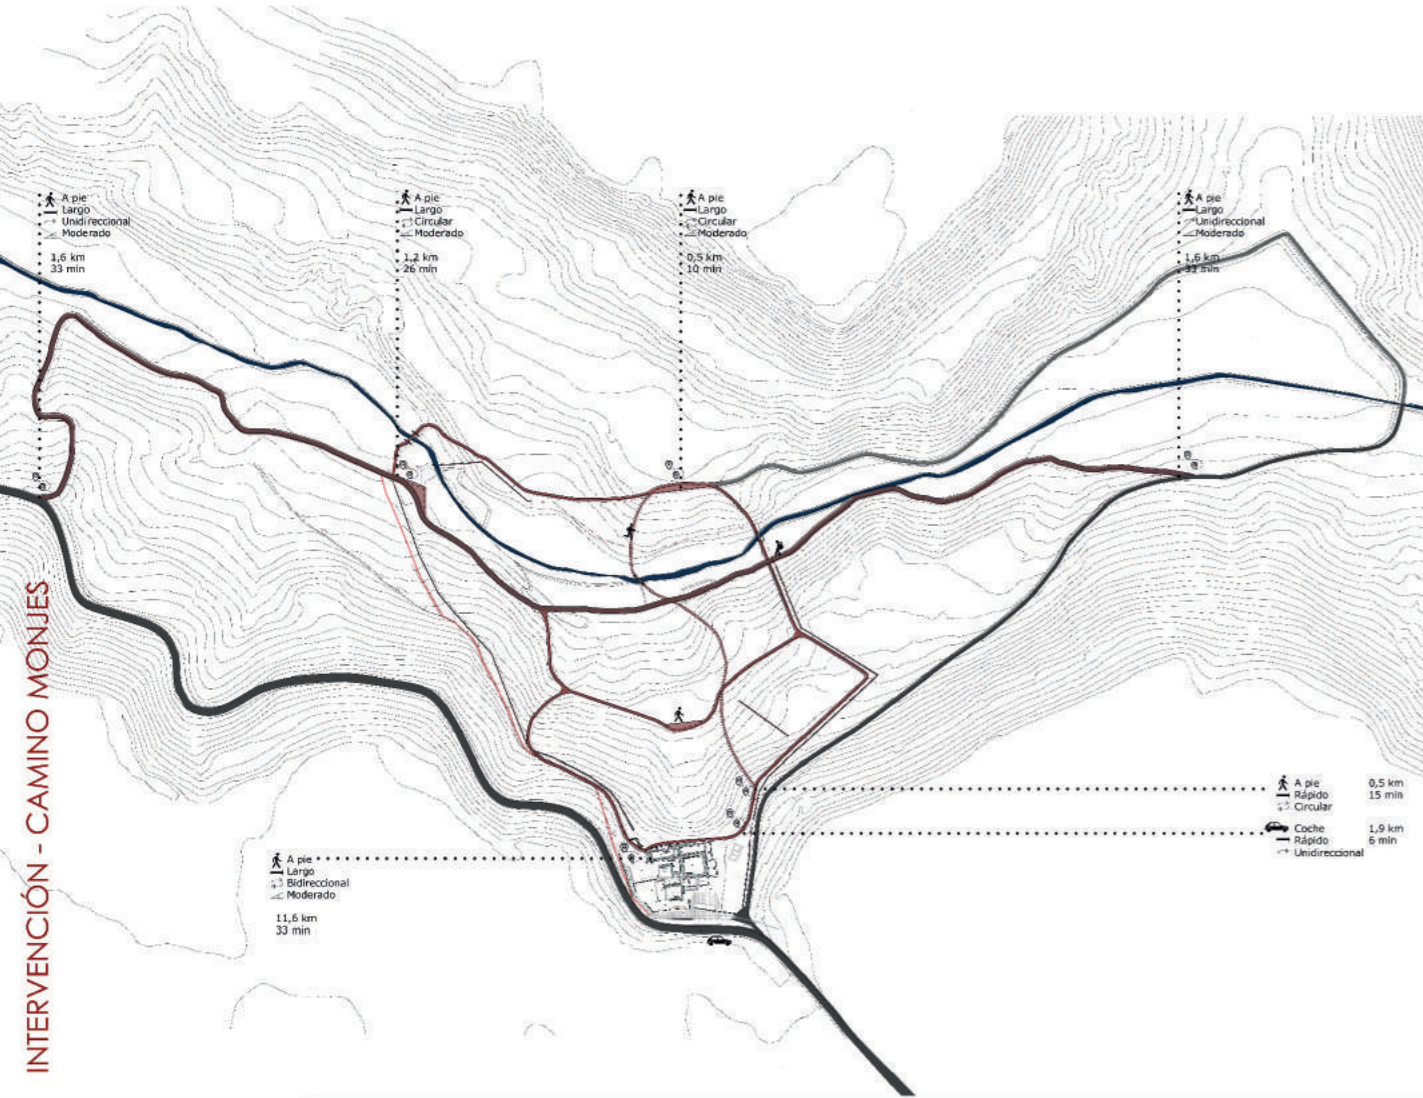 A pie
Largo
Unidireccional
Moderado
1,6 km
33 min
A pie
Largo
Circular
Moderado
1,2 km
26 min
A pie
Largo
Circular
Moderado
0,5 km
10 min
A pie
Largo
Unidireccional
Moderado
1,6 km
33 min
INTERVENCIÓN - CAMINO MONJES
A pie 0,5 km
Rápido 15 min
Circular
Coche 1,9 km
Rápido 6 min
Unidireccional
A pie
Largo
Bidireccional
Moderado
11,6 km
33 min